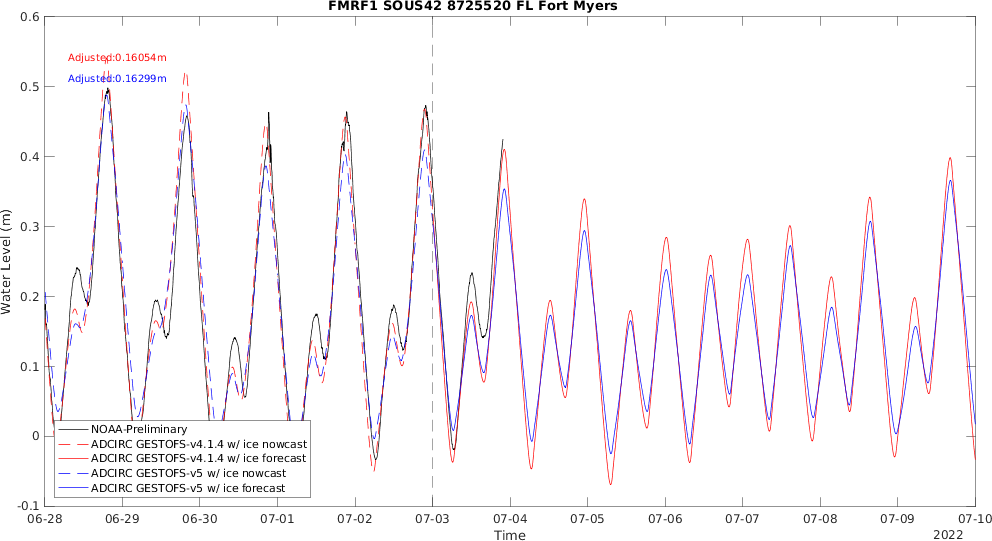 FMRF1 SOUS42 8725520 FL Fort Myers
0.6
0.5
0.4
0.3
0.2
0.1
0
-0.1
Water Level (m)
Adjusted:0.16054m
Adjusted:0.16299m
NOAA-Preliminary
ADCIRC GESTOFS-v4.1.4 w/ ice nowcast
ADCIRC GESTOFS-v4.1.4 w/ ice forecast
ADCIRC GESTOFS-v5 w/ ice nowcast
ADCIRC GESTOFS-v5 w/ ice forecast
06-28 06-29 06-30 07-01 07-02 07-03 07-04 07-05 07-06 07-07 07-08 07-09 07-10
Time
2022